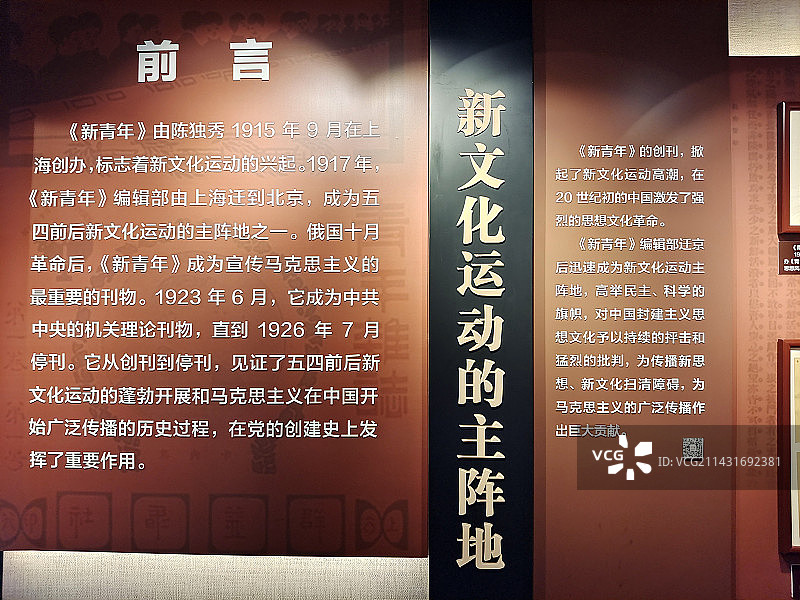 前 言
《新青年》由陈独秀 1915 年 9 月在上
海创办,标志着新文化运动的兴起。1917 年，
《新青年》编辑部由上海迁到北京，成为五
四前后新文化运动的主阵地之一。俄国十月
革命后，《新青年》成为宣传马克思主义的
最重要的刊物。1923 年 6 月，它成为中共
中央的机关理论刊物，直到 1926 年 7 月
停刊。它从创刊到停刊，见证了五四前后新
文化运动的蓬勃开展和马克思主义在中国开
始广泛传播的历史过程，在党的创建史上发
挥了重要作用。
新文化运动的主阵地
《新青年》的创刊，掀
起了新文化运动高潮，在
20 世纪初的中国激发了强
烈的思想文化革命。
《新青年》编辑部迁京
后迅速成为新文化运动主
阵地，高举民主、科学的
旗帜，对中国封建主义思
想文化予以持续的抨击和
猛烈的批判，为传播新思
想、新文化扫清障碍，为
马克思主义的广泛传播作
出巨大贡献。
VCG
ID:VCG211431692381